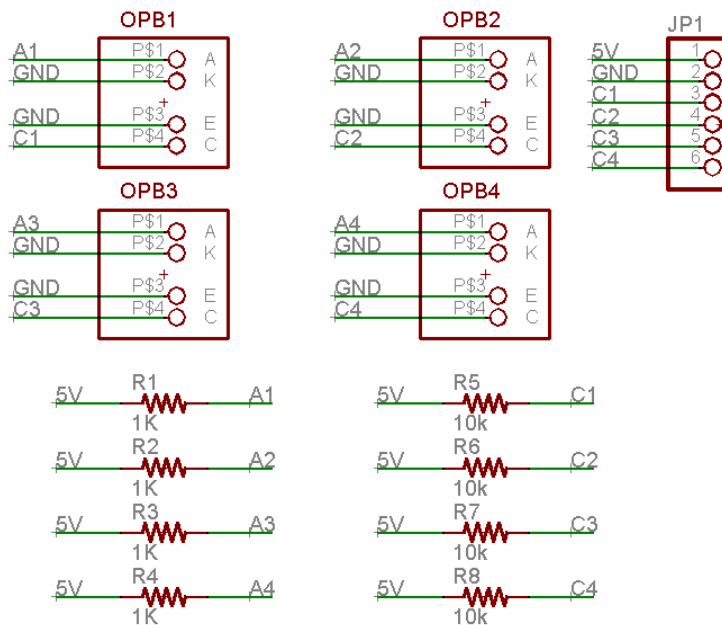 OPB1
A1 P$1 A
GND P$2 K
GND P$3 E
C1 P$4 C
OPB2
A2 P$1 A
GND P$2 K
GND P$3 E
C2 P$4 C
JP1
5V 1
GND 2
C1 3
C2 4
C3 5
C4 6
OPB3
A3 P$1 A
GND P$2 K
GND P$3 E
C3 P$4 C
OPB4
A4 P$1 A
GND P$2 K
GND P$3 E
C4 P$4 C
R1
5V A1
1K
R2
5V A2
1K
R3
5V A3
1K
R4
5V A4
1K
R5
5V C1
10k
R6
5V C2
10k
R7
5V C3
10k
R8
5V C4
10k